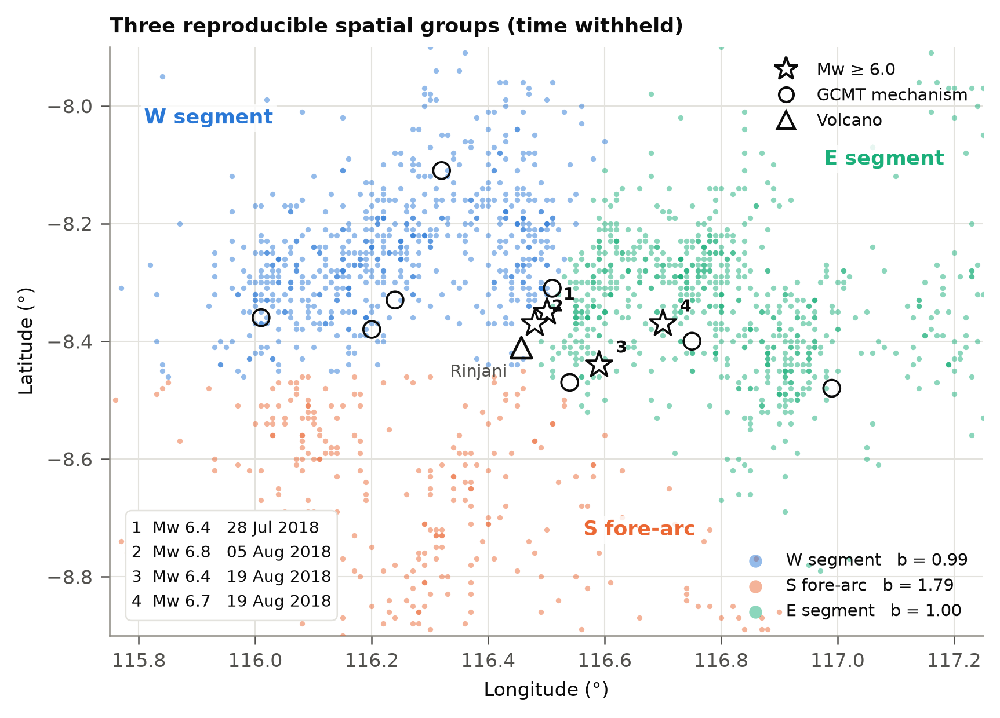 Three reproducible spatial groups (time withheld)
Mw ≥ 6.0
GCMT mechanism
Volcano
W segment
E segment
1
2
4
3
Rinjani
S fore-arc
1 Mw 6.4 28 Jul 2018
2 Mw 6.8 05 Aug 2018
3 Mw 6.4 19 Aug 2018
4 Mw 6.7 19 Aug 2018
W segment b = 0.99
S fore-arc b = 1.79
E segment b = 1.00
−8.0
−8.2
−8.4
−8.6
−8.8
Latitude (°)
115.8 116.0 116.2 116.4 116.6 116.8 117.0 117.2
Longitude (°)